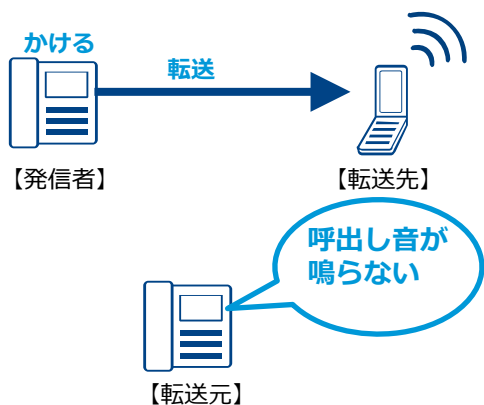 かける
転送
【発信者】
【転送先】
呼出し音が
鳴らない
【転送元】